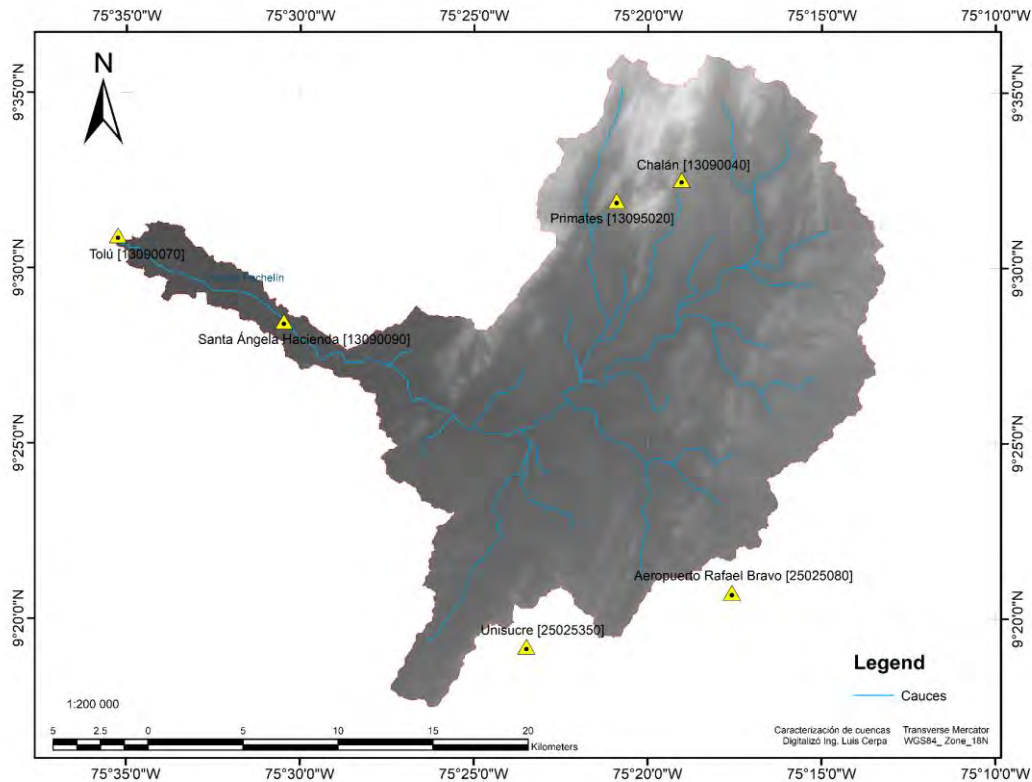 75°35'0"W 75°30'0"W 75°25'0"W 75°20'0"W 75°15'0"W 75°10'0"W
N
9°35'0"N
9°35'0"N
Chalán [13090040]
Primates [13095020]
Tolú [13090070]
9°30'0"N
9°30'0"N
Pechelín
Santa Ángela Hacienda [13090090]
9°25'0"N
9°25'0"N
Aeropuerto Rafael Bravo [25025080]
9°20'0"N
9°20'0"N
Unisucre [25025350]
Legend
Cauces
1:200 000
5 2.5 0 5 10 15 20
Kilometers
Caracterización de cuencas Transverse Mercator
Digitalizó Ing. Luis Cerpa WGS84_ Zone_18N
75°35'0"W 75°30'0"W 75°25'0"W 75°20'0"W 75°15'0"W 75°10'0"W